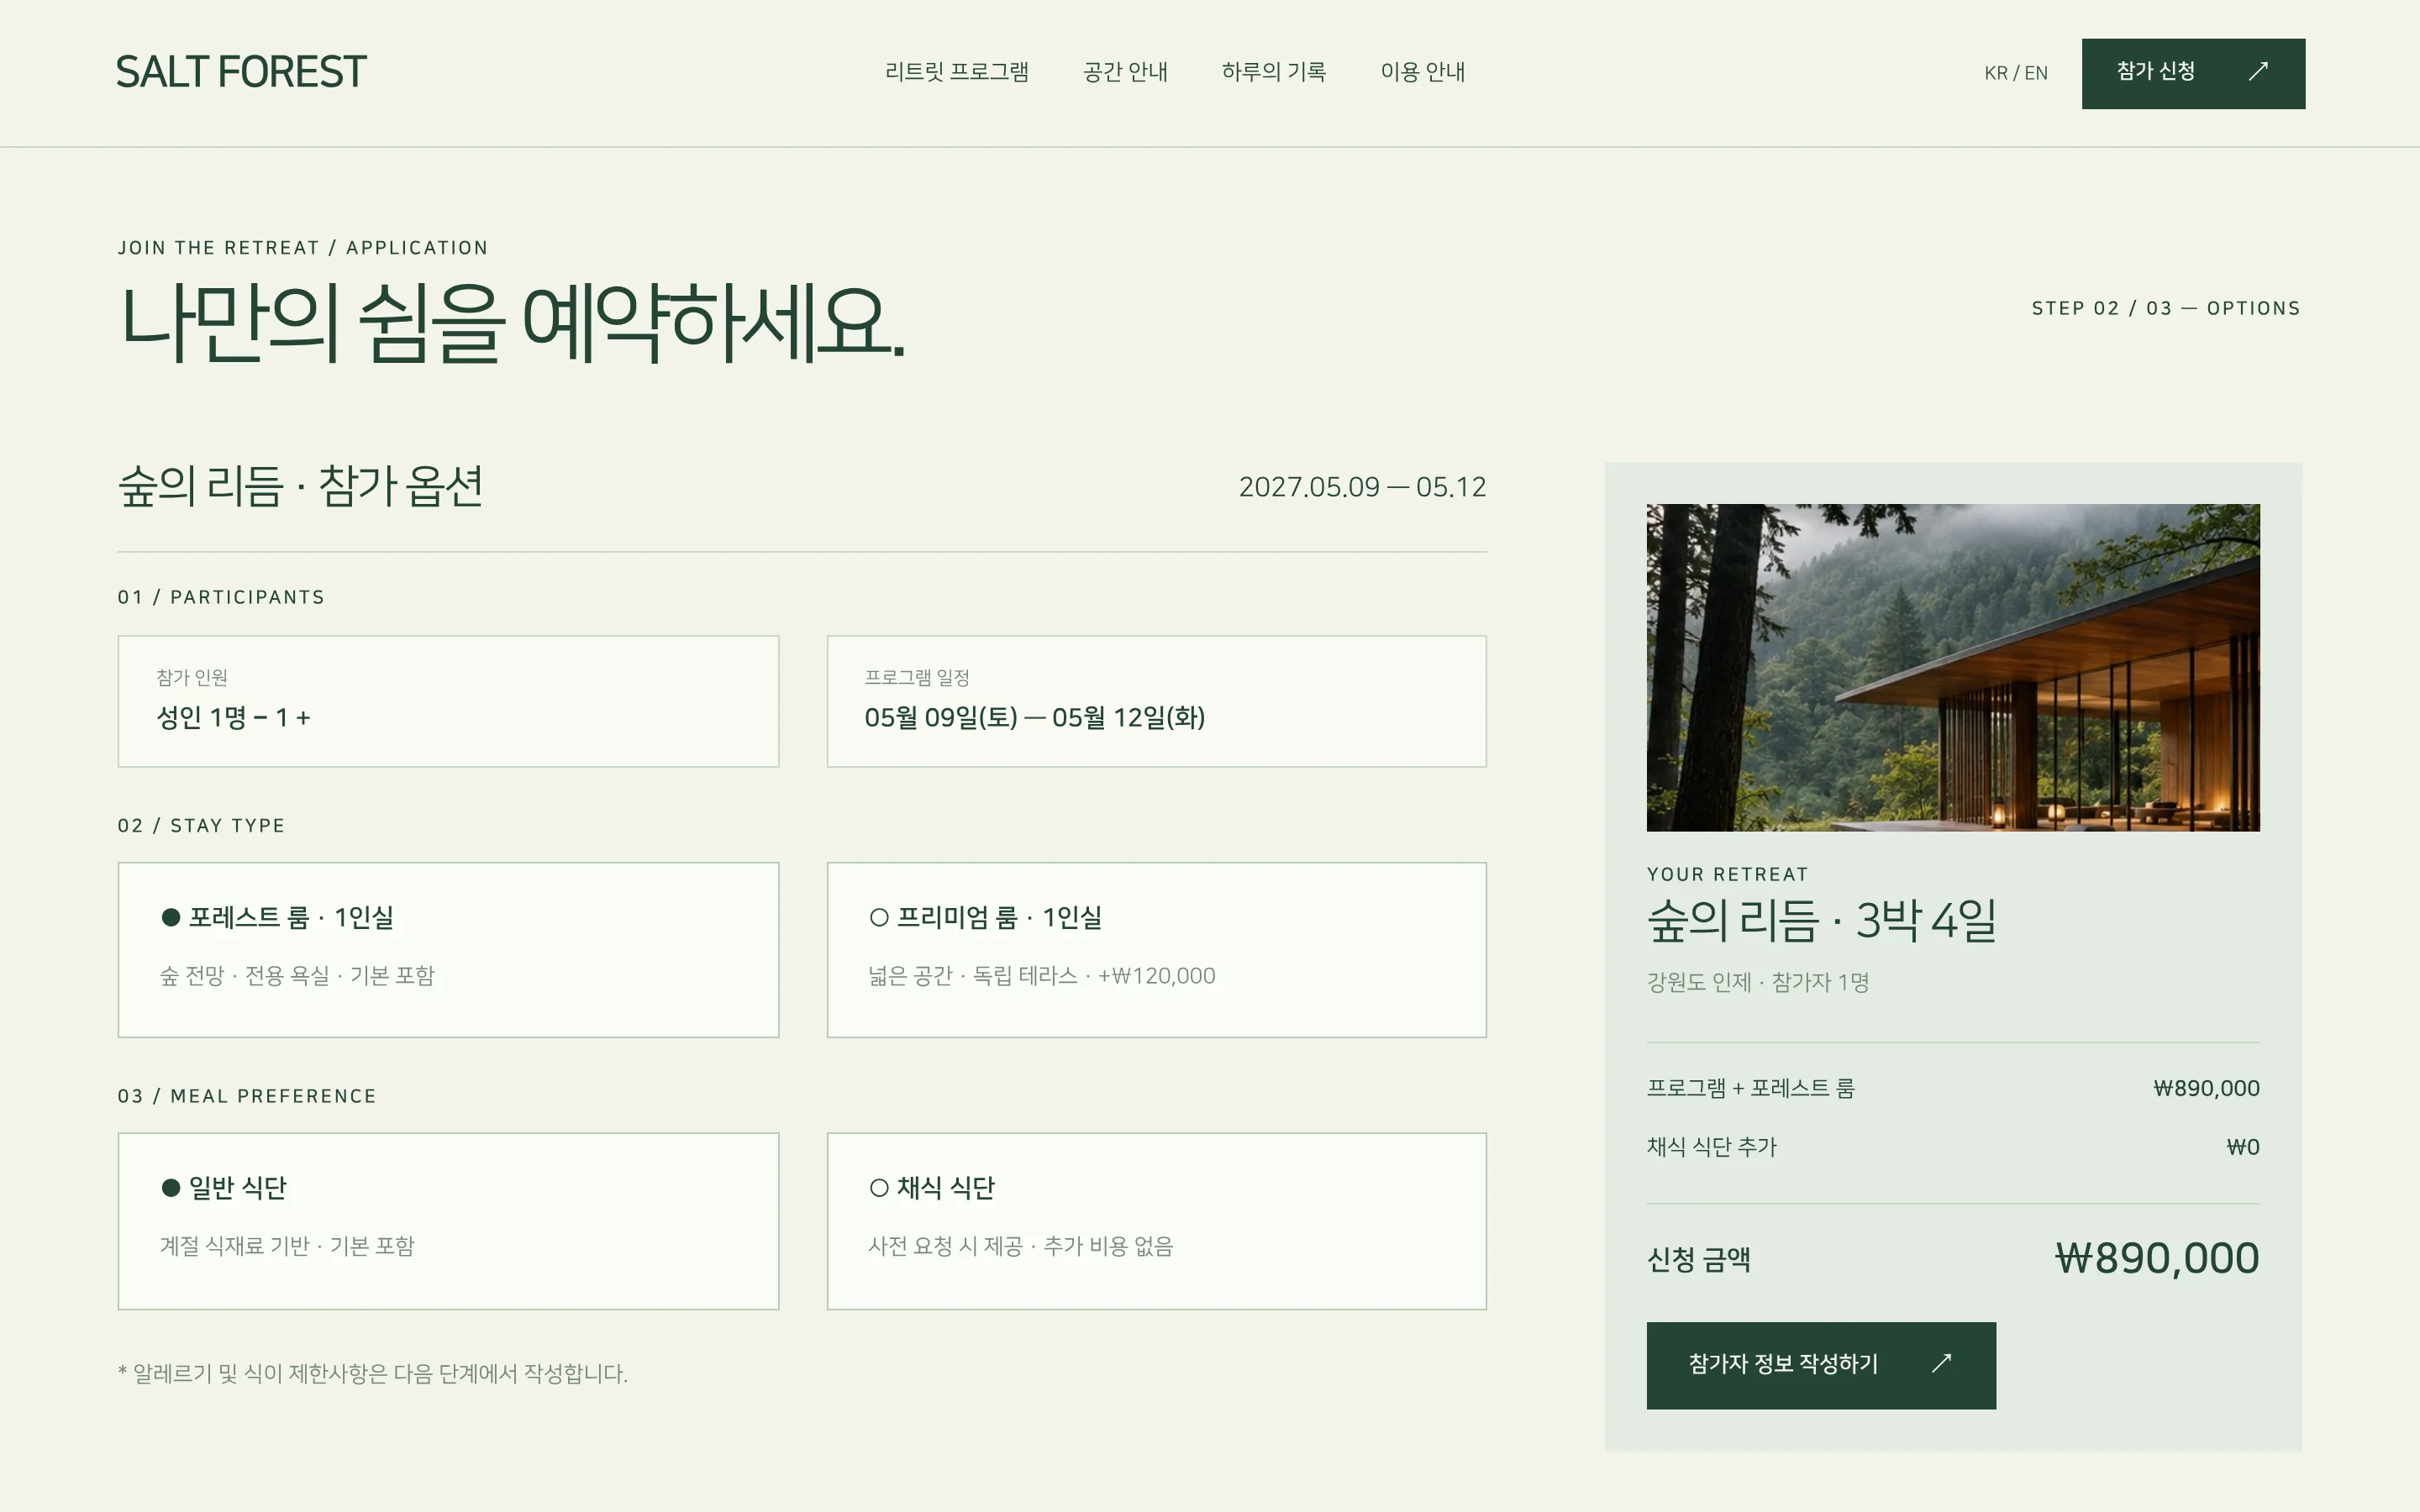 SALT FOREST
리트릿 프로그램 공간 안내 하루의 기록 이용 안내
KR / EN
참가 신청 ↗
JOIN THE RETREAT / APPLICATION
나만의 쉼을 예약하세요.
STEP 02 / 03 — OPTIONS
숲의 리듬 · 참가 옵션
2027.05.09 — 05.12
01 / PARTICIPANTS
참가 인원
성인 1명 − 1 +
프로그램 일정
05월 09일(토) — 05월 12일(화)
02 / STAY TYPE
● 포레스트 룸 · 1인실
숲 전망 · 전용 욕실 · 기본 포함
○ 프리미엄 룸 · 1인실
넓은 공간 · 독립 테라스 · +₩120,000
03 / MEAL PREFERENCE
● 일반 식단
계절 식재료 기반 · 기본 포함
○ 채식 식단
사전 요청 시 제공 · 추가 비용 없음
* 알레르기 및 식이 제한사항은 다음 단계에서 작성합니다.
YOUR RETREAT
숲의 리듬 · 3박 4일
강원도 인제 · 참가자 1명
프로그램 + 포레스트 룸 ₩890,000
채식 식단 추가 ₩0
신청 금액 ₩890,000
참가자 정보 작성하기 ↗